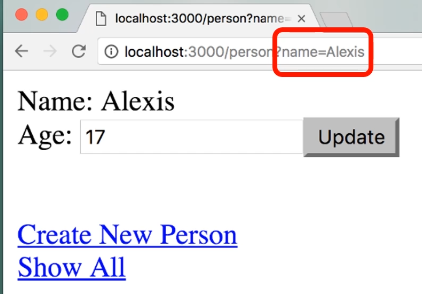 localhost:3000/person?name=
localhost:3000/person?name=Alexis
Name: Alexis
Age: 17 Update
Create New Person
Show All